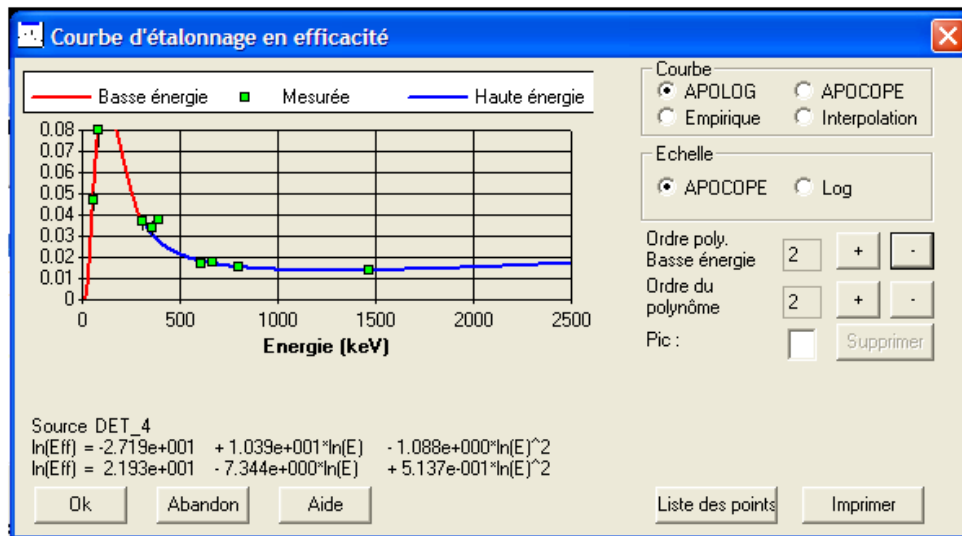 Courbe d'étalonnage en efficacité
Basse énergie Mesurée Haute énergie
0.08
0.07
0.06
0.05
0.04
0.03
0.02
0.01
0
0 500 1000 1500 2000 2500
Energie (keV)
Courbe
APOLOG APOCOPE
Empirique Interpolation
Echelle
APOCOPE Log
Ordre poly.
Basse énergie 2 + -
Ordre du
polynôme 2 + -
Pic : Supprimer
Source DET_4
ln(Eff) = -2.719e+001 + 1.039e+001*ln(E) - 1.088e+000*ln(E)^2
ln(Eff) = 2.193e+001 - 7.344e+000*ln(E) + 5.137e-001*ln(E)^2
Ok Abandon Aide Liste des points Imprimer